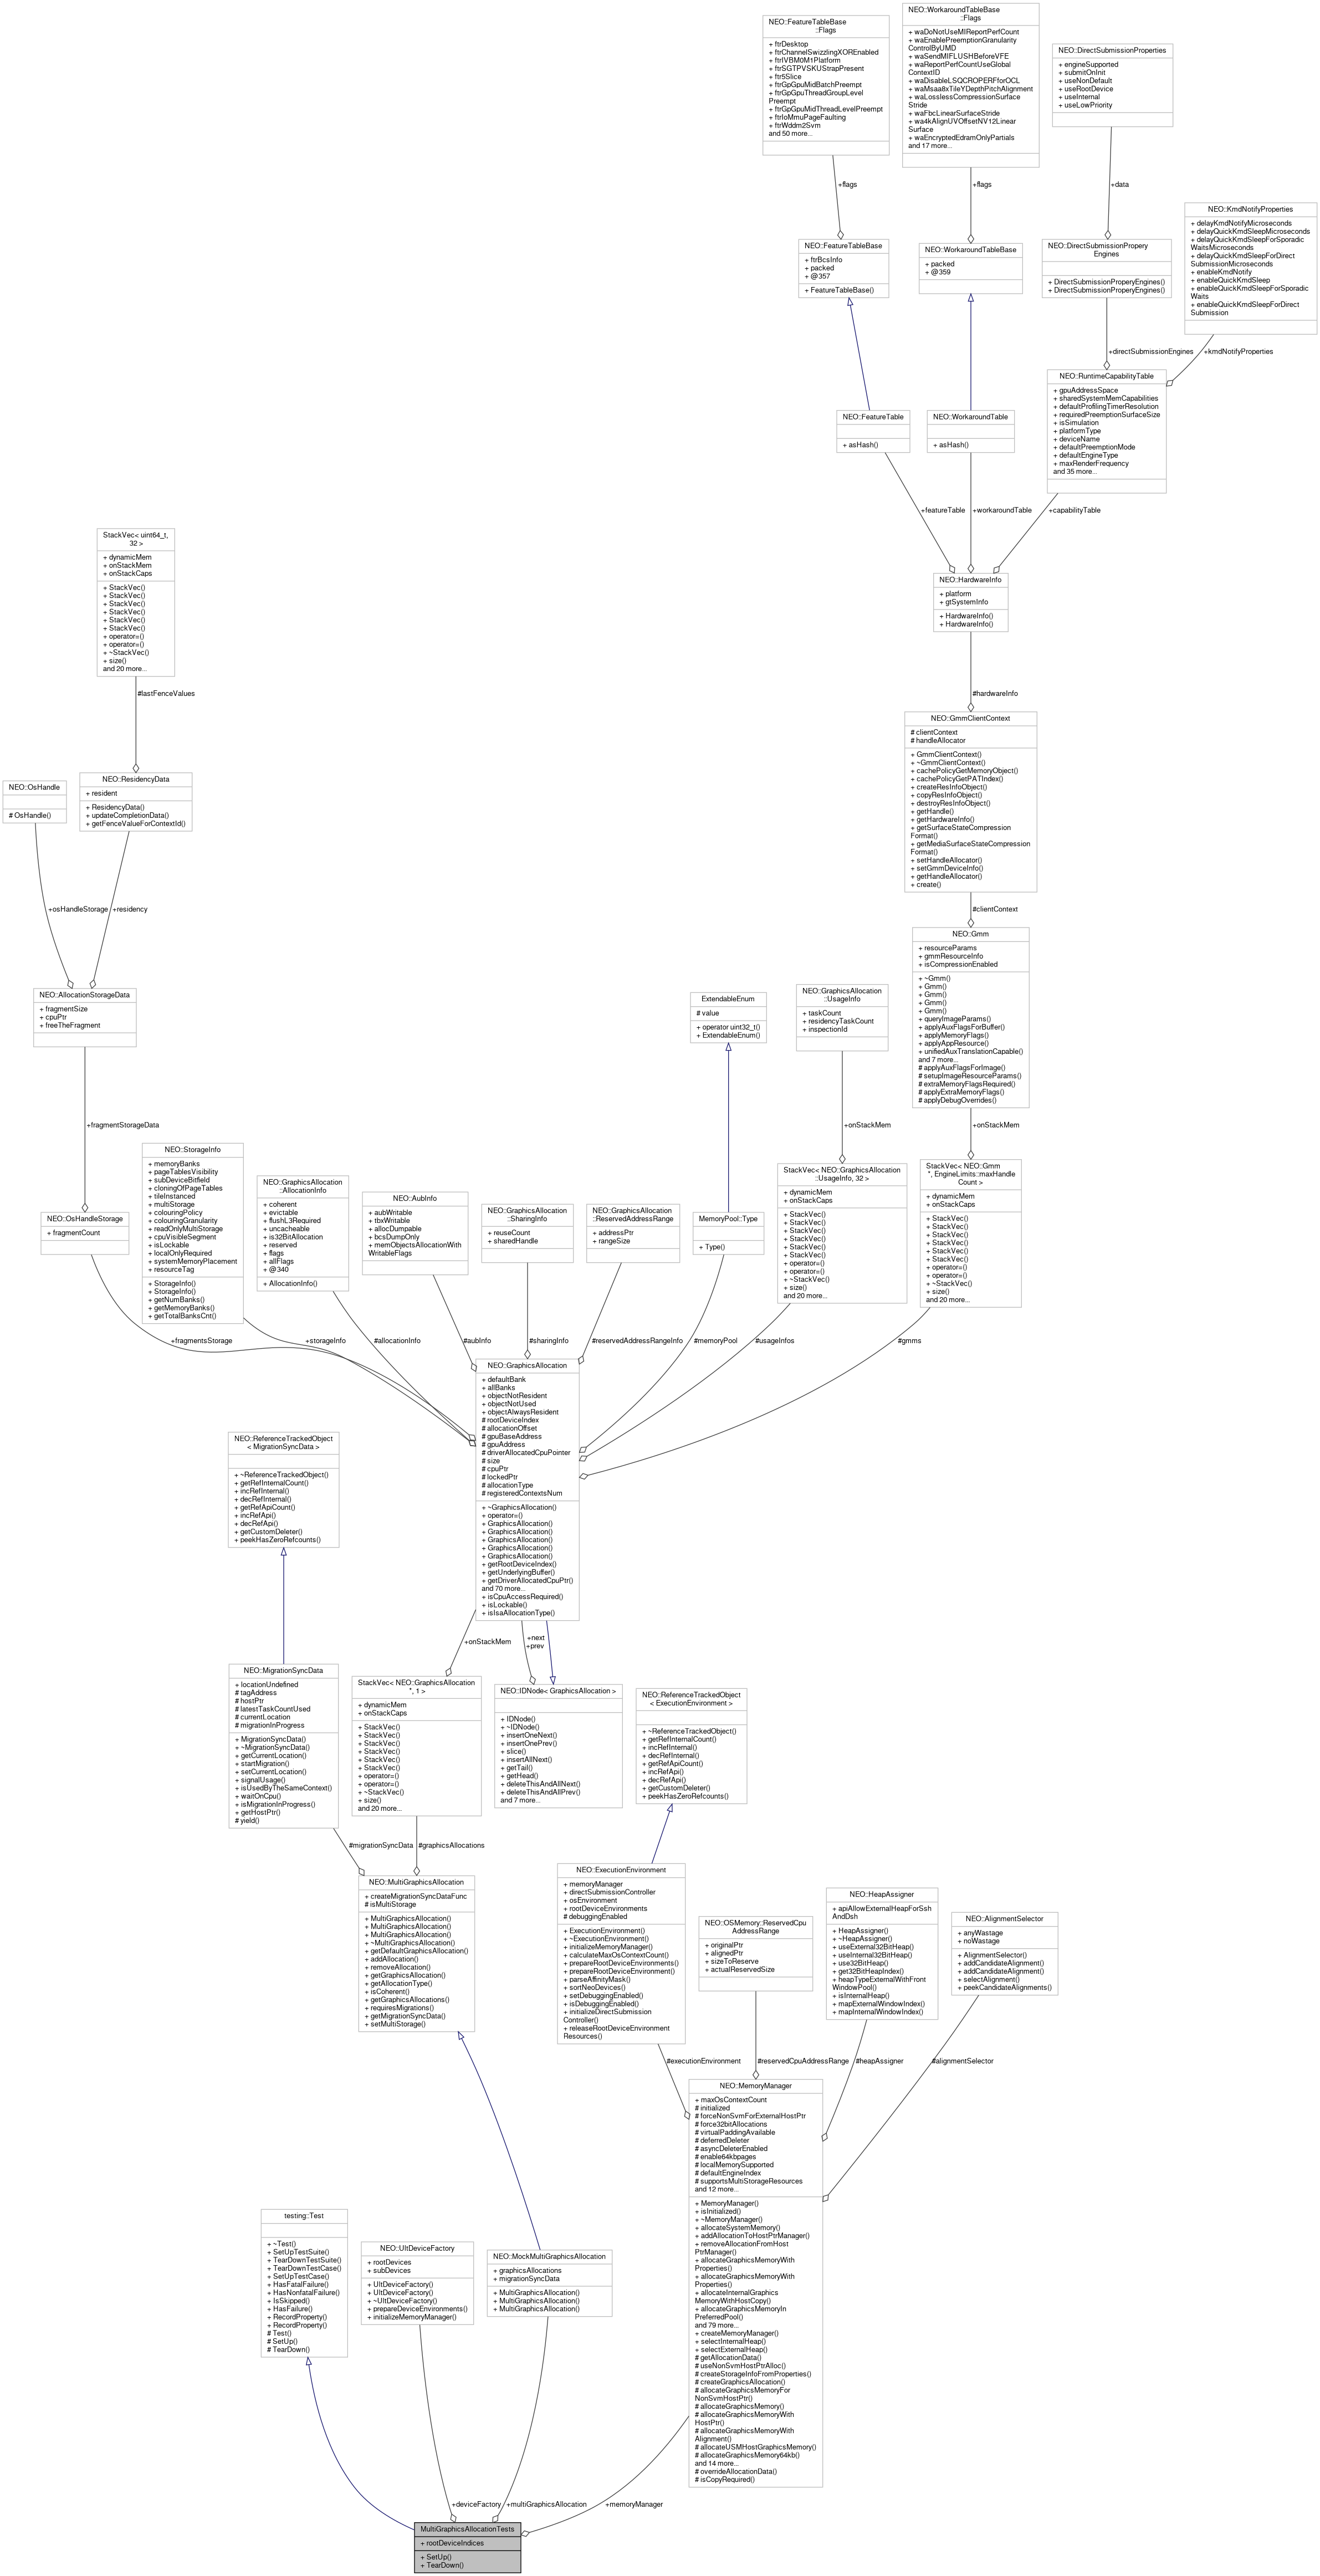 NEO::FeatureTableBase
::Flags
+ ftrDesktop
+ ftrChannelSwizzlingXOREnabled
+ ftrIVBM0M1Platform
+ ftrSGTPVSKUStrapPresent
+ ftr5Slice
+ ftrGpGpuMidBatchPreempt
+ ftrGpGpuThreadGroupLevel
Preempt
+ ftrGpGpuMidThreadLevelPreempt
+ ftrIoMmuPageFaulting
+ ftrWddm2Svm
and 50 more...
NEO::WorkaroundTableBase
::Flags
+ waDoNotUseMIReportPerfCount
+ waEnablePreemptionGranularity
ControlByUMD
+ waSendMIFLUSHBeforeVFE
+ waReportPerfCountUseGlobal
ContextID
+ waDisableLSQCROPERFforOCL
+ waMsaa8xTileYDepthPitchAlignment
+ waLosslessCompressionSurface
Stride
+ waFbcLinearSurfaceStride
+ wa4kAlignUVOffsetNV12Linear
Surface
+ waEncryptedEdramOnlyPartials
and 17 more...
NEO::DirectSubmissionProperties
+ engineSupported
+ submitOnInit
+ useNonDefault
+ useRootDevice
+ useInternal
+ useLowPriority
+flags
+flags
+data
NEO::KmdNotifyProperties
+ delayKmdNotifyMicroseconds
+ delayQuickKmdSleepMicroseconds
+ delayQuickKmdSleepForSporadic
WaitsMicroseconds
+ delayQuickKmdSleepForDirect
SubmissionMicroseconds
+ enableKmdNotify
+ enableQuickKmdSleep
+ enableQuickKmdSleepForSporadic
Waits
+ enableQuickKmdSleepForDirect
Submission
NEO::FeatureTableBase
+ ftrBcsInfo
+ packed
+ @357
+ FeatureTableBase()
NEO::WorkaroundTableBase
+ packed
+ @359
NEO::DirectSubmissionPropery
Engines
+ DirectSubmissionProperyEngines()
+ DirectSubmissionProperyEngines()
+directSubmissionEngines
+kmdNotifyProperties
NEO::RuntimeCapabilityTable
+ gpuAddressSpace
+ sharedSystemMemCapabilities
+ defaultProfilingTimerResolution
+ requiredPreemptionSurfaceSize
+ isSimulation
+ platformType
+ deviceName
+ defaultPreemptionMode
+ defaultEngineType
+ maxRenderFrequency
and 35 more...
NEO::FeatureTable
+ asHash()
NEO::WorkaroundTable
+ asHash()
+featureTable
+workaroundTable
+capabilityTable
StackVec< uint64_t,
32 >
+ dynamicMem
+ onStackMem
+ onStackCaps
+ StackVec()
+ StackVec()
+ StackVec()
+ StackVec()
+ StackVec()
+ StackVec()
+ operator=()
+ operator=()
+ ~StackVec()
+ size()
and 20 more...
NEO::HardwareInfo
+ platform
+ gtSystemInfo
+ HardwareInfo()
+ HardwareInfo()
#lastFenceValues
#hardwareInfo
NEO::GmmClientContext
# clientContext
# handleAllocator
+ GmmClientContext()
+ ~GmmClientContext()
+ cachePolicyGetMemoryObject()
+ cachePolicyGetPATIndex()
+ createResInfoObject()
+ copyResInfoObject()
+ destroyResInfoObject()
+ getHandle()
+ getHardwareInfo()
+ getSurfaceStateCompression
Format()
+ getMediaSurfaceStateCompression
Format()
+ setHandleAllocator()
+ setGmmDeviceInfo()
+ getHandleAllocator()
+ create()
NEO::OsHandle
# OsHandle()
NEO::ResidencyData
+ resident
+ ResidencyData()
+ updateCompletionData()
+ getFenceValueForContextId()
+osHandleStorage
+residency
#clientContext
NEO::Gmm
+ resourceParams
+ gmmResourceInfo
+ isCompressionEnabled
+ ~Gmm()
+ Gmm()
+ Gmm()
+ Gmm()
+ Gmm()
+ queryImageParams()
+ applyAuxFlagsForBuffer()
+ applyMemoryFlags()
+ applyAppResource()
+ unifiedAuxTranslationCapable()
and 7 more...
# applyAuxFlagsForImage()
# setupImageResourceParams()
# extraMemoryFlagsRequired()
# applyExtraMemoryFlags()
# applyDebugOverrides()
NEO::AllocationStorageData
+ fragmentSize
+ cpuPtr
+ freeTheFragment
ExtendableEnum
# value
+ operator uint32_t()
+ ExtendableEnum()
NEO::GraphicsAllocation
::UsageInfo
+ taskCount
+ residencyTaskCount
+ inspectionId
+fragmentStorageData
+onStackMem
+onStackMem
NEO::OsHandleStorage
+ fragmentCount
NEO::StorageInfo
+ memoryBanks
+ pageTablesVisibility
+ subDeviceBitfield
+ cloningOfPageTables
+ tileInstanced
+ multiStorage
+ colouringPolicy
+ colouringGranularity
+ readOnlyMultiStorage
+ cpuVisibleSegment
+ isLockable
+ localOnlyRequired
+ systemMemoryPlacement
+ resourceTag
+ StorageInfo()
+ StorageInfo()
+ getNumBanks()
+ getMemoryBanks()
+ getTotalBanksCnt()
NEO::GraphicsAllocation
::AllocationInfo
+ coherent
+ evictable
+ flushL3Required
+ uncacheable
+ is32BitAllocation
+ reserved
+ flags
+ allFlags
+ @340
+ AllocationInfo()
NEO::AubInfo
+ aubWritable
+ tbxWritable
+ allocDumpable
+ bcsDumpOnly
+ memObjectsAllocationWith
WritableFlags
NEO::GraphicsAllocation
::SharingInfo
+ reuseCount
+ sharedHandle
NEO::GraphicsAllocation
::ReservedAddressRange
+ addressPtr
+ rangeSize
MemoryPool::Type
+ Type()
StackVec< NEO::GraphicsAllocation
::UsageInfo, 32 >
+ dynamicMem
+ onStackCaps
+ StackVec()
+ StackVec()
+ StackVec()
+ StackVec()
+ StackVec()
+ StackVec()
+ operator=()
+ operator=()
+ ~StackVec()
+ size()
and 20 more...
StackVec< NEO::Gmm
*, EngineLimits::maxHandle
Count >
+ dynamicMem
+ onStackCaps
+ StackVec()
+ StackVec()
+ StackVec()
+ StackVec()
+ StackVec()
+ StackVec()
+ operator=()
+ operator=()
+ ~StackVec()
+ size()
and 20 more...
+fragmentsStorage
+storageInfo
#allocationInfo
#aubInfo
#sharingInfo
#reservedAddressRangeInfo
#memoryPool
#usageInfos
#gmms
NEO::GraphicsAllocation
+ defaultBank
+ allBanks
+ objectNotResident
+ objectNotUsed
+ objectAlwaysResident
# rootDeviceIndex
# allocationOffset
# gpuBaseAddress
# gpuAddress
# driverAllocatedCpuPointer
# size
# cpuPtr
# lockedPtr
# allocationType
# registeredContextsNum
+ ~GraphicsAllocation()
+ operator=()
+ GraphicsAllocation()
+ GraphicsAllocation()
+ GraphicsAllocation()
+ GraphicsAllocation()
+ GraphicsAllocation()
+ getRootDeviceIndex()
+ getUnderlyingBuffer()
+ getDriverAllocatedCpuPtr()
and 70 more...
+ isCpuAccessRequired()
+ isLockable()
+ isIsaAllocationType()
NEO::ReferenceTrackedObject
< MigrationSyncData >
+ ~ReferenceTrackedObject()
+ getRefInternalCount()
+ incRefInternal()
+ decRefInternal()
+ getRefApiCount()
+ incRefApi()
+ decRefApi()
+ getCustomDeleter()
+ peekHasZeroRefcounts()
+onStackMem
+next
+prev
NEO::MigrationSyncData
+ locationUndefined
# tagAddress
# hostPtr
# latestTaskCountUsed
# currentLocation
# migrationInProgress
+ MigrationSyncData()
+ ~MigrationSyncData()
+ getCurrentLocation()
+ startMigration()
+ setCurrentLocation()
+ signalUsage()
+ isUsedByTheSameContext()
+ waitOnCpu()
+ isMigrationInProgress()
+ getHostPtr()
# yield()
StackVec< NEO::GraphicsAllocation
*, 1 >
+ dynamicMem
+ onStackCaps
+ StackVec()
+ StackVec()
+ StackVec()
+ StackVec()
+ StackVec()
+ StackVec()
+ operator=()
+ operator=()
+ ~StackVec()
+ size()
and 20 more...
NEO::IDNode< GraphicsAllocation >
+ IDNode()
+ ~IDNode()
+ insertOneNext()
+ insertOnePrev()
+ slice()
+ insertAllNext()
+ getTail()
+ getHead()
+ deleteThisAndAllNext()
+ deleteThisAndAllPrev()
and 7 more...
NEO::ReferenceTrackedObject
< ExecutionEnvironment >
+ ~ReferenceTrackedObject()
+ getRefInternalCount()
+ incRefInternal()
+ decRefInternal()
+ getRefApiCount()
+ incRefApi()
+ decRefApi()
+ getCustomDeleter()
+ peekHasZeroRefcounts()
#migrationSyncData
#graphicsAllocations
NEO::MultiGraphicsAllocation
+ createMigrationSyncDataFunc
# isMultiStorage
+ MultiGraphicsAllocation()
+ MultiGraphicsAllocation()
+ MultiGraphicsAllocation()
+ ~MultiGraphicsAllocation()
+ getDefaultGraphicsAllocation()
+ addAllocation()
+ removeAllocation()
+ getGraphicsAllocation()
+ getAllocationType()
+ isCoherent()
+ getGraphicsAllocations()
+ requiresMigrations()
+ getMigrationSyncData()
+ setMultiStorage()
NEO::ExecutionEnvironment
+ memoryManager
+ directSubmissionController
+ osEnvironment
+ rootDeviceEnvironments
# debuggingEnabled
+ ExecutionEnvironment()
+ ~ExecutionEnvironment()
+ initializeMemoryManager()
+ calculateMaxOsContextCount()
+ prepareRootDeviceEnvironments()
+ prepareRootDeviceEnvironment()
+ parseAffinityMask()
+ sortNeoDevices()
+ setDebuggingEnabled()
+ isDebuggingEnabled()
+ initializeDirectSubmission
Controller()
+ releaseRootDeviceEnvironment
Resources()
NEO::OSMemory::ReservedCpu
AddressRange
+ originalPtr
+ alignedPtr
+ sizeToReserve
+ actualReservedSize
NEO::HeapAssigner
+ apiAllowExternalHeapForSsh
AndDsh
+ HeapAssigner()
+ ~HeapAssigner()
+ useExternal32BitHeap()
+ useInternal32BitHeap()
+ use32BitHeap()
+ get32BitHeapIndex()
+ heapTypeExternalWithFront
WindowPool()
+ isInternalHeap()
+ mapExternalWindowIndex()
+ mapInternalWindowIndex()
NEO::AlignmentSelector
+ anyWastage
+ noWastage
+ AlignmentSelector()
+ addCandidateAlignment()
+ addCandidateAlignment()
+ selectAlignment()
+ peekCandidateAlignments()
#executionEnvironment
#reservedCpuAddressRange
#heapAssigner
#alignmentSelector
NEO::MemoryManager
+ maxOsContextCount
# initialized
# forceNonSvmForExternalHostPtr
# force32bitAllocations
# virtualPaddingAvailable
# deferredDeleter
# asyncDeleterEnabled
# enable64kbpages
# localMemorySupported
# defaultEngineIndex
# supportsMultiStorageResources
and 12 more...
+ MemoryManager()
+ isInitialized()
+ ~MemoryManager()
+ allocateSystemMemory()
+ addAllocationToHostPtrManager()
+ removeAllocationFromHost
PtrManager()
+ allocateGraphicsMemoryWith
Properties()
+ allocateGraphicsMemoryWith
Properties()
+ allocateInternalGraphics
MemoryWithHostCopy()
+ allocateGraphicsMemoryIn
PreferredPool()
and 79 more...
+ createMemoryManager()
+ selectInternalHeap()
+ selectExternalHeap()
# getAllocationData()
# useNonSvmHostPtrAlloc()
# createStorageInfoFromProperties()
# createGraphicsAllocation()
# allocateGraphicsMemoryFor
NonSvmHostPtr()
# allocateGraphicsMemory()
# allocateGraphicsMemoryWith
HostPtr()
# allocateGraphicsMemoryWith
Alignment()
# allocateUSMHostGraphicsMemory()
# allocateGraphicsMemory64kb()
and 14 more...
# overrideAllocationData()
# isCopyRequired()
testing::Test
+ ~Test()
+ SetUpTestSuite()
+ TearDownTestSuite()
+ TearDownTestCase()
+ SetUpTestCase()
+ HasFatalFailure()
+ HasNonfatalFailure()
+ IsSkipped()
+ HasFailure()
+ RecordProperty()
+ RecordProperty()
# Test()
# SetUp()
# TearDown()
NEO::UltDeviceFactory
+ rootDevices
+ subDevices
+ UltDeviceFactory()
+ UltDeviceFactory()
+ ~UltDeviceFactory()
+ prepareDeviceEnvironments()
+ initializeMemoryManager()
NEO::MockMultiGraphicsAllocation
+ graphicsAllocations
+ migrationSyncData
+ MultiGraphicsAllocation()
+ MultiGraphicsAllocation()
+ MultiGraphicsAllocation()
+deviceFactory
+multiGraphicsAllocation
+memoryManager
MultiGraphicsAllocationTests
+ rootDeviceIndices
+ SetUp()
+ TearDown()